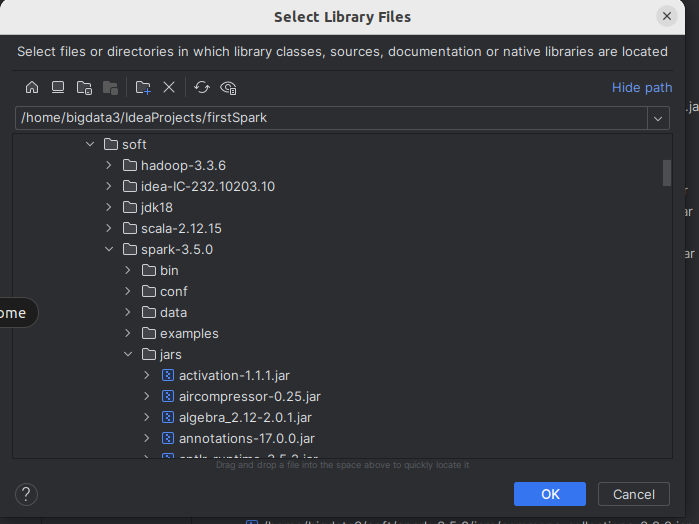 Select Library Files
Select files or directories in which library classes, sources, documentation or native libraries are located
Hide path
/home/bigdata3/IdeaProjects/firstSpark
soft
hadoop-3.3.6
idea-IC-232.10203.10
jdk18
scala-2.12.15
spark-3.5.0
bin
conf
data
examples
jars
activation-1.1.1.jar
aircompressor-0.25.jar
algebra_2.12-2.0.1.jar
annotations-17.0.0.jar
Drag and drop a file into the space above to quickly locate it
?
OK
Cancel